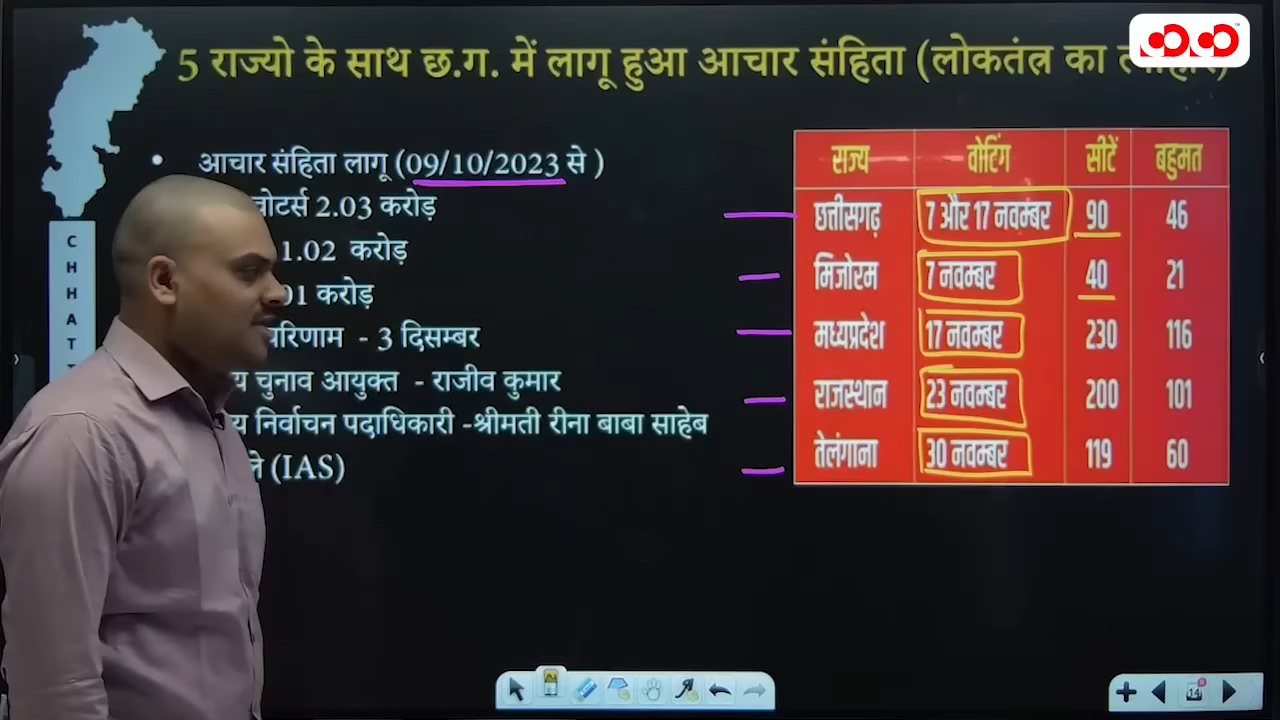 5 राज्यो के साथ छ.ग. में लागू हुआ आचार संहिता (लोकतंत्र का
आचार संहिता लागू (09/10/2023 से )
वोटर्स 2.03 करोड़
1.02 करोड़
01 करोड़
परिणाम - 3 दिसम्बर
चुनाव आयुक्त - राजीव कुमार
निर्वाचन पदाधिकारी -श्रीमती रीना बाबा साहेब
(IAS)
C
H
H
A
T
राज्य वोटिंग सीटें बहुमत
छत्तीसगढ़ 7 और 17 नवम्बर 90 46
मिजोरम 7 नवम्बर 40 21
मध्यप्रदेश 17 नवम्बर 230 116
राजस्थान 23 नवम्बर 200 101
तेलंगाना 30 नवम्बर 119 60
14